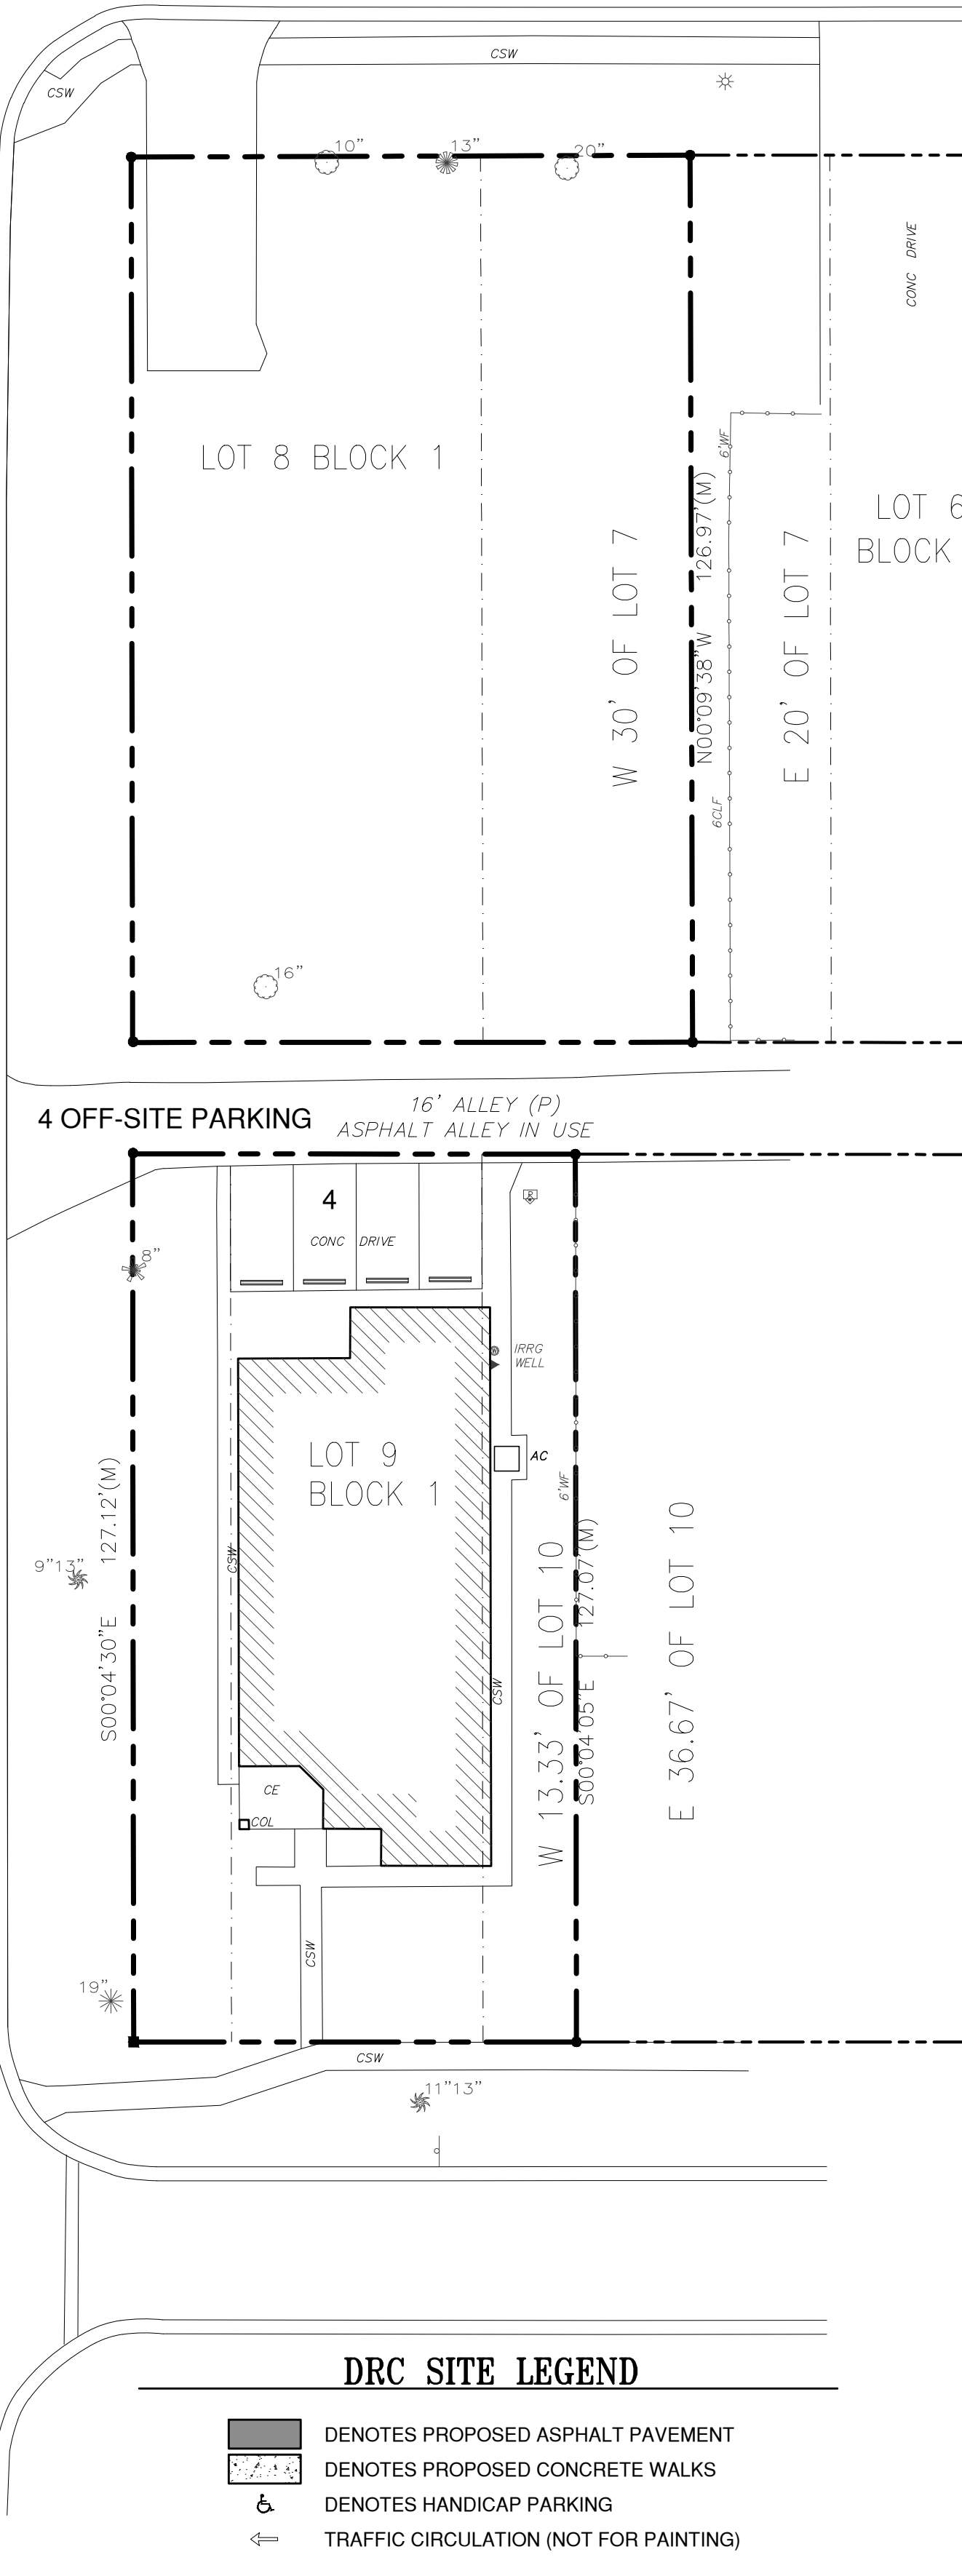 CSW
CSW
10"
13"
20"
CONC DRIVE
LOT 8 BLOCK 1
6'WF
126.97'(M)
N00°09'38"W
W 30' OF LOT 7
E 20' OF LOT 7
LOT 6
BLOCK
6CLF
16"
4 OFF-SITE PARKING
16' ALLEY (P)
ASPHALT ALLEY IN USE
4
CONC DRIVE
8"
IRRG
WELL
LOT 9
BLOCK 1
AC
6'WF
127.12'(M)
S00°04'30"E
9"13"
CSW
CSW
W 13.33' OF LOT 10
127.07'(M)
S00°04'05"E
E 36.67' OF LOT 10
CE
COL
CSW
19"
CSW
11"13"
DRC SITE LEGEND
DENOTES PROPOSED ASPHALT PAVEMENT
DENOTES PROPOSED CONCRETE WALKS
DENOTES HANDICAP PARKING
TRAFFIC CIRCULATION (NOT FOR PAINTING)